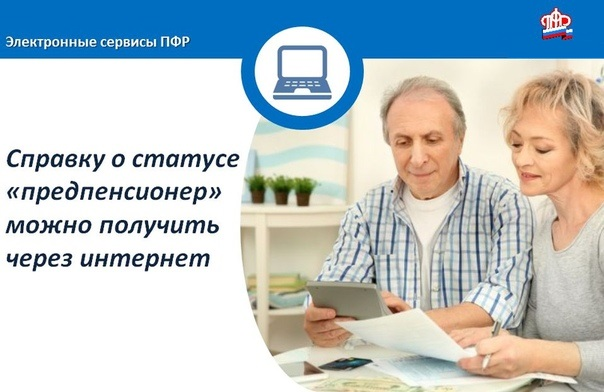 Электронные сервисы ПФР
Справку о статусе
«предпенсионер»
можно получить
через интернет